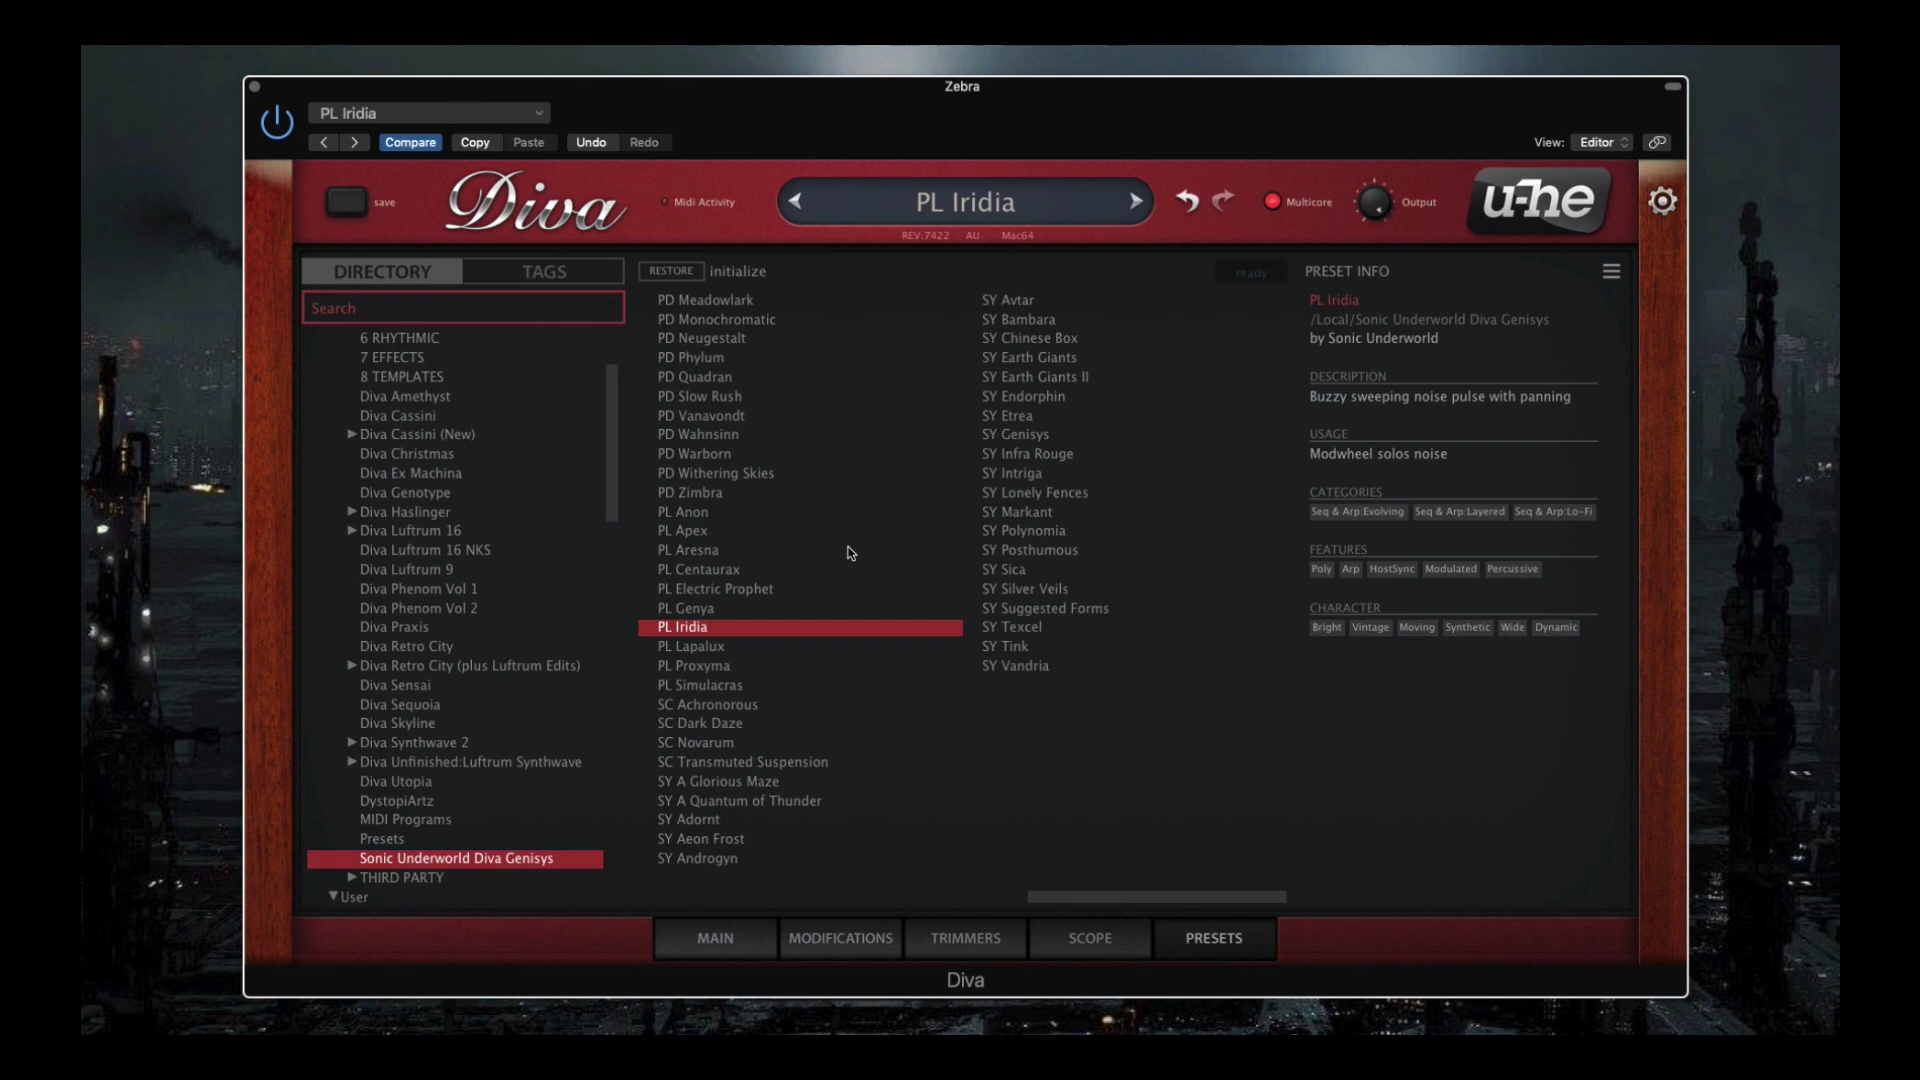 Zebra
PL Iridia
Compare Copy Paste Undo Redo
View: Editor
save
Diva
Midi Activity
PL Iridia
Multicore
Output
u-he
REV.7422 AU Mac64
DIRECTORY TAGS
Search
6 RHYTHMIC
7 EFFECTS
8 TEMPLATES
Diva Amethyst
Diva Cassini
Diva Cassini (New)
Diva Christmas
Diva Ex Machina
Diva Genotype
Diva Haslinger
Diva Luftrum 16
Diva Luftrum 16 NKS
Diva Luftrum 9
Diva Phenom Vol 1
Diva Phenom Vol 2
Diva Praxis
Diva Retro City
Diva Retro City (plus Luftrum Edits)
Diva Sensai
Diva Sequoia
Diva Skyline
Diva Synthwave 2
Diva Unfinished:Luftrum Synthwave
Diva Utopia
DystopiArtz
MIDI Programs
Presets
Sonic Underworld Diva Genisys
THIRD PARTY
User
RESTORE initialize
ready
PD Meadowlark
PD Monochromatic
PD Neugestalt
PD Phylum
PD Quadran
PD Slow Rush
PD Vanavondt
PD Wahnsinn
PD Warborn
PD Withering Skies
PD Zimbra
PL Anon
PL Apex
PL Aresna
PL Centaurax
PL Electric Prophet
PL Genya
PL Iridia
PL Lapalux
PL Proxyma
PL Simulacras
SC Achronorous
SC Dark Daze
SC Novarum
SC Transmuted Suspension
SY A Glorious Maze
SY A Quantum of Thunder
SY Adornt
SY Aeon Frost
SY Androgyn
SY Avtar
SY Bambara
SY Chinese Box
SY Earth Giants
SY Earth Giants II
SY Endorphin
SY Etrea
SY Genisys
SY Infra Rouge
SY Intriga
SY Lonely Fences
SY Markant
SY Polynomia
SY Posthumous
SY Sica
SY Silver Veils
SY Suggested Forms
SY Texcel
SY Tink
SY Vandria
PRESET INFO
PL Iridia
/Local/Sonic Underworld Diva Genisys
by Sonic Underworld
DESCRIPTION
Buzzy sweeping noise pulse with panning
USAGE
Modwheel solos noise
CATEGORIES
Seq & Arp:Evolving Seq & Arp:Layered Seq & Arp:Lo-Fi
FEATURES
Poly Arp HostSync Modulated Percussive
CHARACTER
Bright Vintage Moving Synthetic Wide Dynamic
MAIN MODIFICATIONS TRIMMERS SCOPE PRESETS
Diva